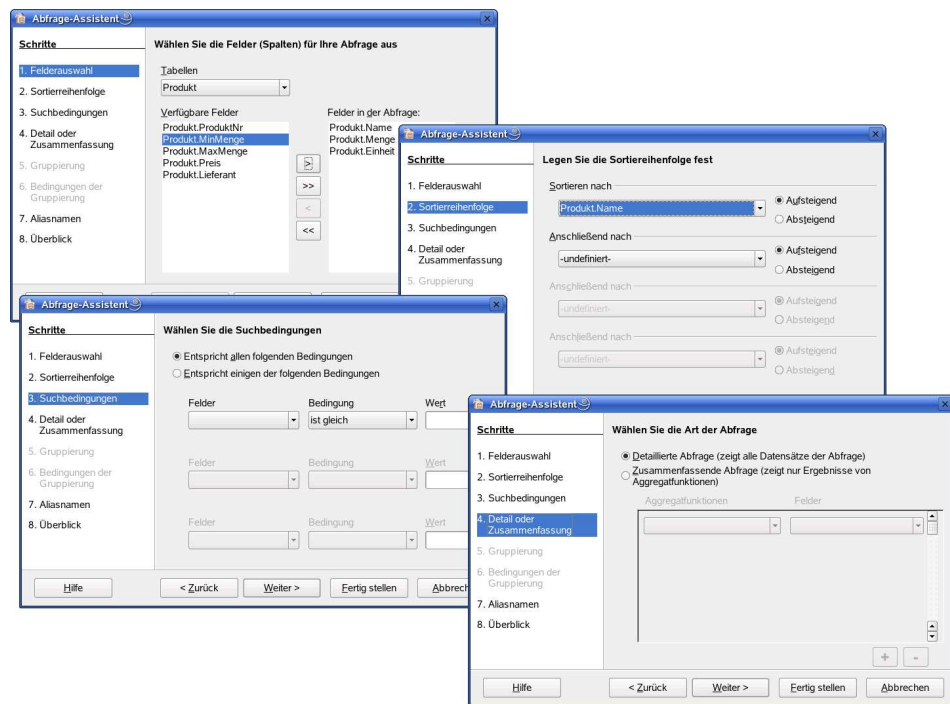 Abfrage-Assistent
Schritte
1. Felderauswahl
2. Sortierreihenfolge
3. Suchbedingungen
4. Detail oder
Zusammenfassung
5. Gruppierung
6. Bedingungen der
Gruppierung
7. Aliasnamen
8. Überblick
Wählen Sie die Felder (Spalten) für Ihre Abfrage aus
Tabellen
Produkt
Verfügbare Felder
Produkt.ProduktNr
Produkt.MinMenge
Produkt.MaxMenge
Produkt.Preis
Produkt.Lieferant
>
>>
<
<<
Felder in der Abfrage:
Produkt.Name
Produkt.Menge
Produkt.Einheit
Abfrage-Assistent
Schritte
1. Felderauswahl
2. Sortierreihenfolge
3. Suchbedingungen
4. Detail oder
Zusammenfassung
5. Gruppierung
Legen Sie die Sortiereihenfolge fest
Sortieren nach
Produkt.Name
Aufsteigend
Absteigend
Anschließend nach
-undefiniert-
Aufsteigend
Absteigend
Anschließend nach
-undefiniert-
Aufsteigend
Absteigend
Anschließend nach
-undefiniert-
Aufsteigend
Absteigend
Abfrage-Assistent
Schritte
1. Felderauswahl
2. Sortierreihenfolge
3. Suchbedingungen
4. Detail oder
Zusammenfassung
5. Gruppierung
6. Bedingungen der
Gruppierung
7. Aliasnamen
8. Überblick
Wählen Sie die Suchbedingungen
Entspricht allen folgenden Bedingungen
Entspricht einigen der folgenden Bedingungen
Felder Bedingung Wert
ist gleich
Felder Bedingung Wert
Felder Bedingung Wert
Hilfe < Zurück Weiter > Fertig stellen Abbrech
Abfrage-Assistent
Schritte
1. Felderauswahl
2. Sortierreihenfolge
3. Suchbedingungen
4. Detail oder
Zusammenfassung
5. Gruppierung
6. Bedingungen der
Gruppierung
7. Aliasnamen
8. Überblick
Wählen Sie die Art der Abfrage
Detaillierte Abfrage (zeigt alle Datensätze der Abfrage)
Zusammenfassende Abfrage (zeigt nur Ergebnisse von
Aggregatfunktionen)
Aggregatfunktionen Felder
+ -
Hilfe < Zurück Weiter > Fertig stellen Abbrechen